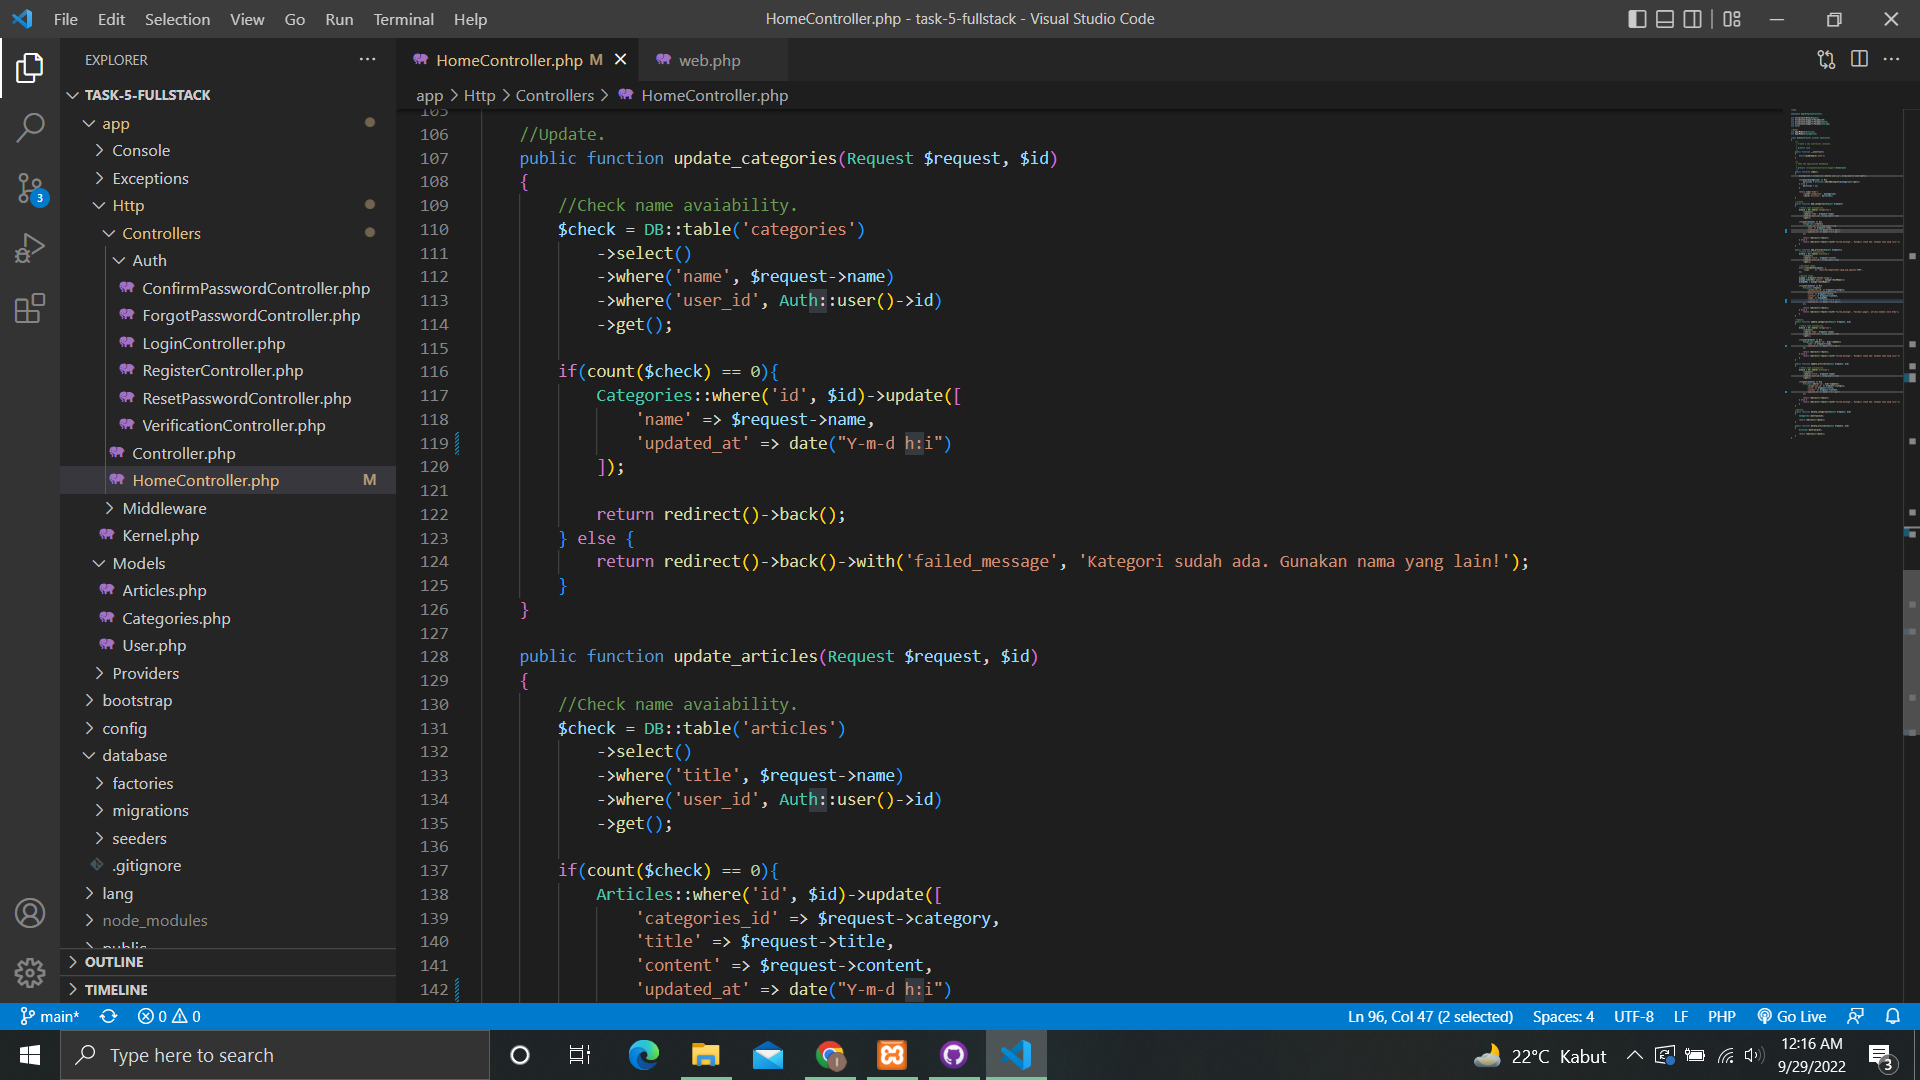 File Edit Selection View Go Run Terminal Help
HomeController.php - task-5-fullstack - Visual Studio Code
EXPLORER
TASK-5-FULLSTACK
app
Console
Exceptions
Http
Controllers
Auth
ConfirmPasswordController.php
ForgotPasswordController.php
LoginController.php
RegisterController.php
ResetPasswordController.php
VerificationController.php
Controller.php
HomeController.php M
Middleware
Kernel.php
Models
Articles.php
Categories.php
User.php
Providers
bootstrap
config
database
factories
migrations
seeders
.gitignore
lang
node_modules
public
OUTLINE
TIMELINE
3
HomeController.php M
web.php
app > Http > Controllers > HomeController.php
105
106 //Update.
107 public function update_categories(Request $request, $id)
108 {
109 //Check name avaiability.
110 $check = DB::table('categories')
111 ->select()
112 ->where('name', $request->name)
113 ->where('user_id', Auth::user()->id)
114 ->get();
115
116 if(count($check) == 0){
117 Categories::where('id', $id)->update([
118 'name' => $request->name,
119 'updated_at' => date("Y-m-d h:i")
120 ]);
121
122 return redirect()->back();
123 } else {
124 return redirect()->back()->with('failed_message', 'Kategori sudah ada. Gunakan nama yang lain!');
125 }
126 }
127
128 public function update_articles(Request $request, $id)
129 {
130 //Check name avaiability.
131 $check = DB::table('articles')
132 ->select()
133 ->where('title', $request->name)
134 ->where('user_id', Auth::user()->id)
135 ->get();
136
137 if(count($check) == 0){
138 Articles::where('id', $id)->update([
139 'categories_id' => $request->category,
140 'title' => $request->title,
141 'content' => $request->content,
142 'updated_at' => date("Y-m-d h:i")
main* 0 0
Ln 96, Col 47 (2 selected) Spaces: 4 UTF-8 LF PHP Go Live
Type here to search
22°C Kabut
12:16 AM
9/29/2022
3